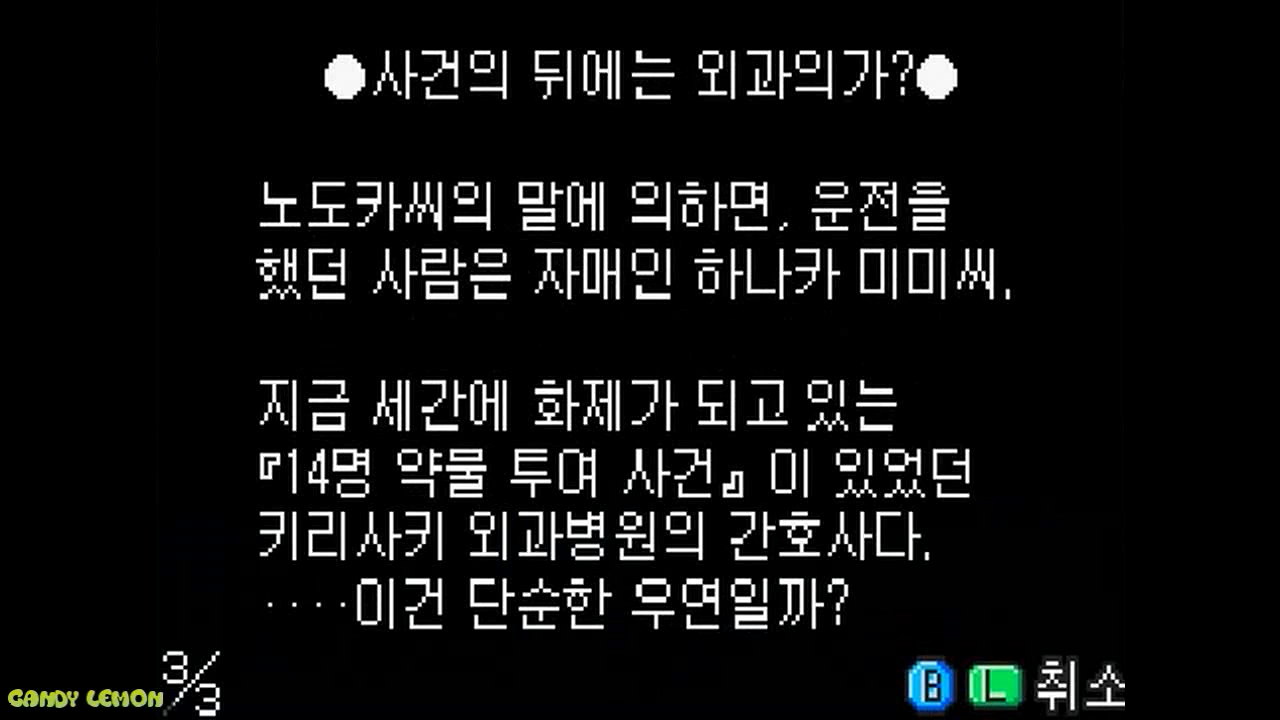 ●사건의 뒤에는 외과의가?●
노도카씨의 말에 의하면, 운전을
했던 사람은 자매인 하나카 미미씨.
지금 세간에 화제가 되고 있는
『14명 약물 투여 사건』이 있었던
키리사키 외과병원의 간호사다.
····이건 단순한 우연일까?
3/3
B L 취소
CANDY LEMON